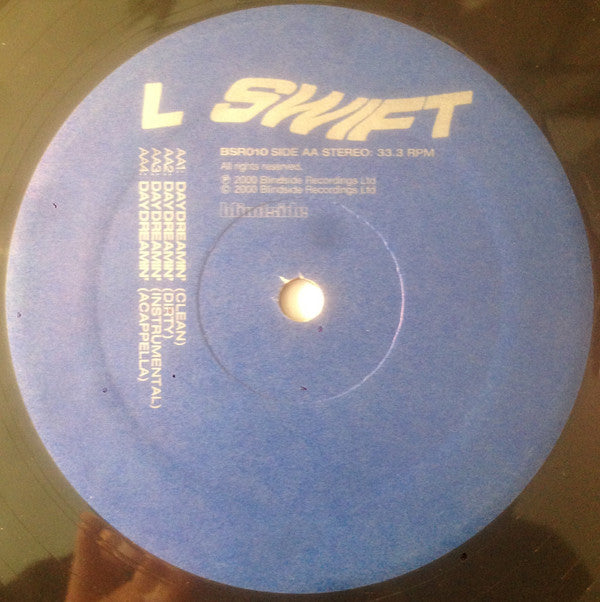 L SWIFT
BSR010 SIDE AA STEREO: 33.3 RPM
All rights reserved.
℗ 2000 Blindside Recordings Ltd
© 2000 Blindside Recordings Ltd
blindside
AA1: DAYDREAMIN' (CLEAN)
AA2: DAYDREAMIN' (DIRTY)
AA3: DAYDREAMIN' (INSTRUMENTAL)
AA4: DAYDREAMIN' (ACAPPELLA)